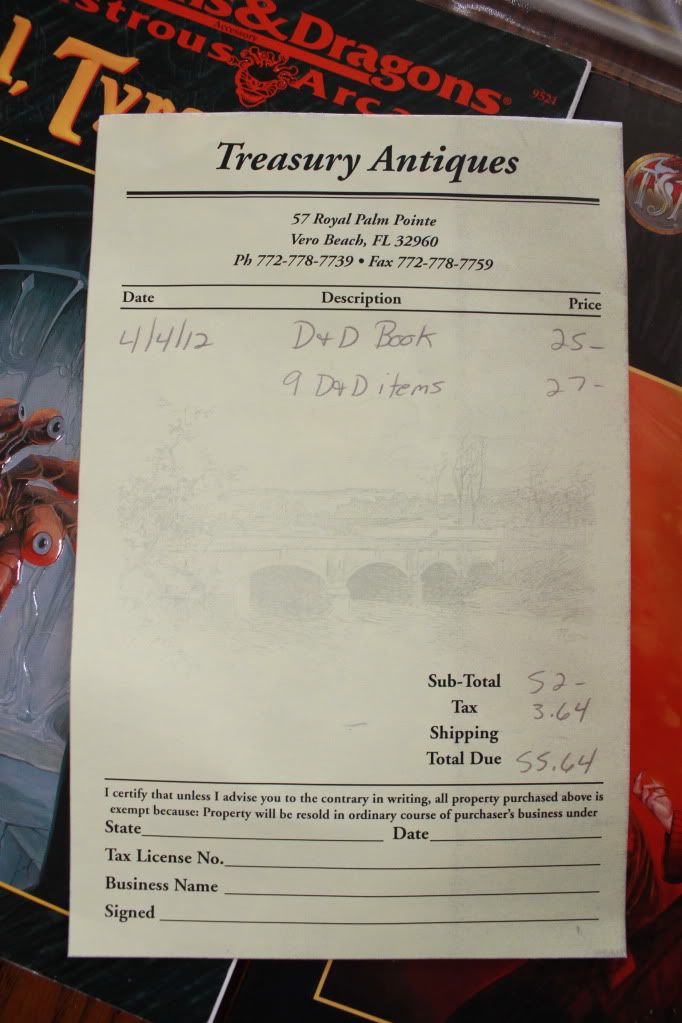 & Dragons®
Accessory
strous Arca
9521
Treasury Antiques
57 Royal Palm Pointe
Vero Beach, FL 32960
Ph 772-778-7739 • Fax 772-778-7759
Date Description Price
4/4/12 D&D Book 25-
9 D&D items 27-
Sub-Total 52-
Tax 3.64
Shipping
Total Due 55.64
I certify that unless I advise you to the contrary in writing, all property purchased above is
exempt because: Property will be resold in ordinary course of purchaser's business under
State Date
Tax License No.
Business Name
Signed